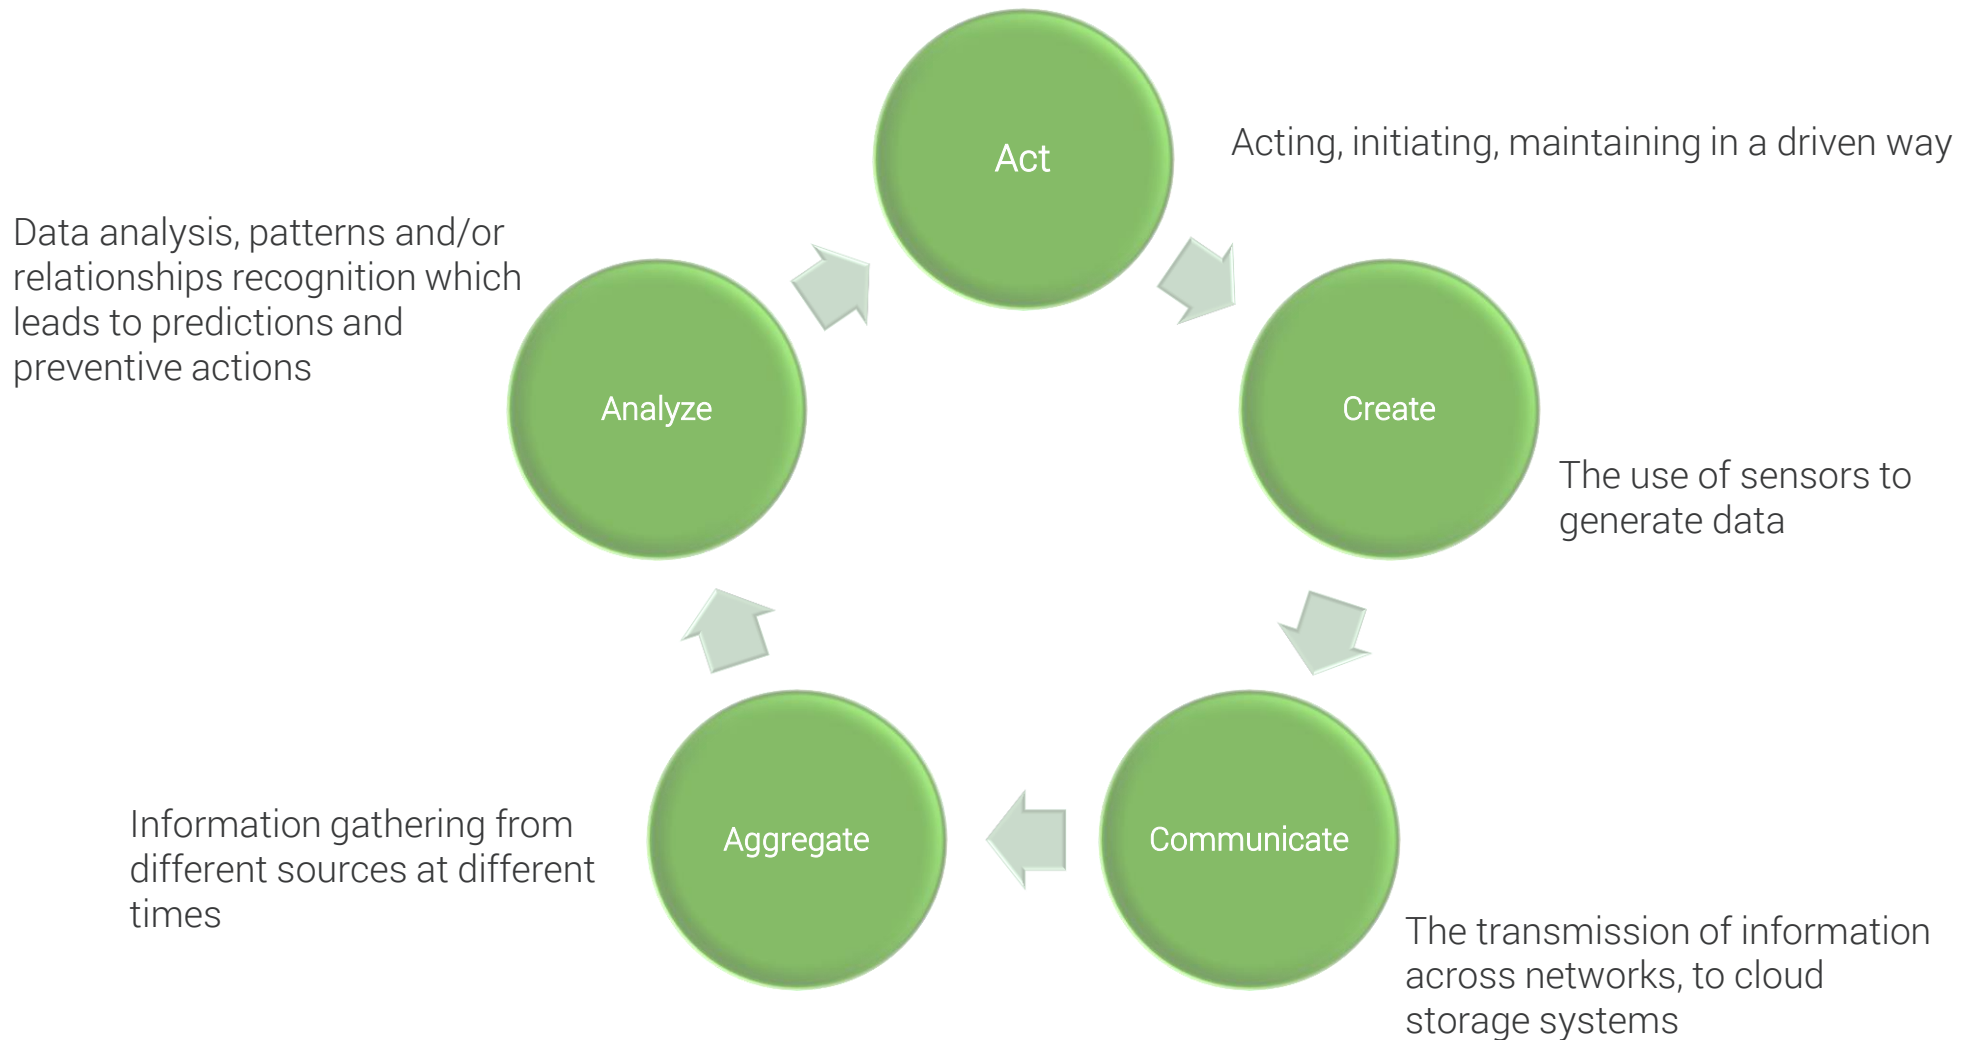 Act
Acting, initiating, maintaining in a driven way
Data analysis, patterns and/or
relationships recognition which
leads to predictions and
preventive actions
Analyze
Create
The use of sensors to
generate data
Aggregate
Communicate
Information gathering from
different sources at different
times
The transmission of information
across networks, to cloud
storage systems